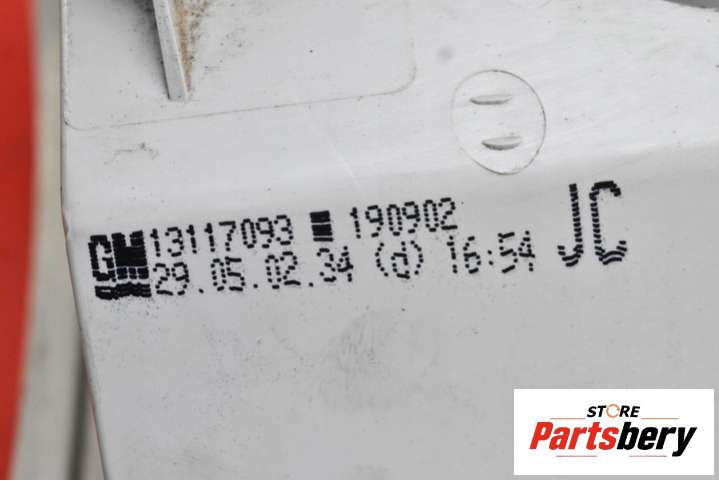 GM 13117093 190902 JC
29.05.02.34 (d) 16:54
STORE
Partsbery